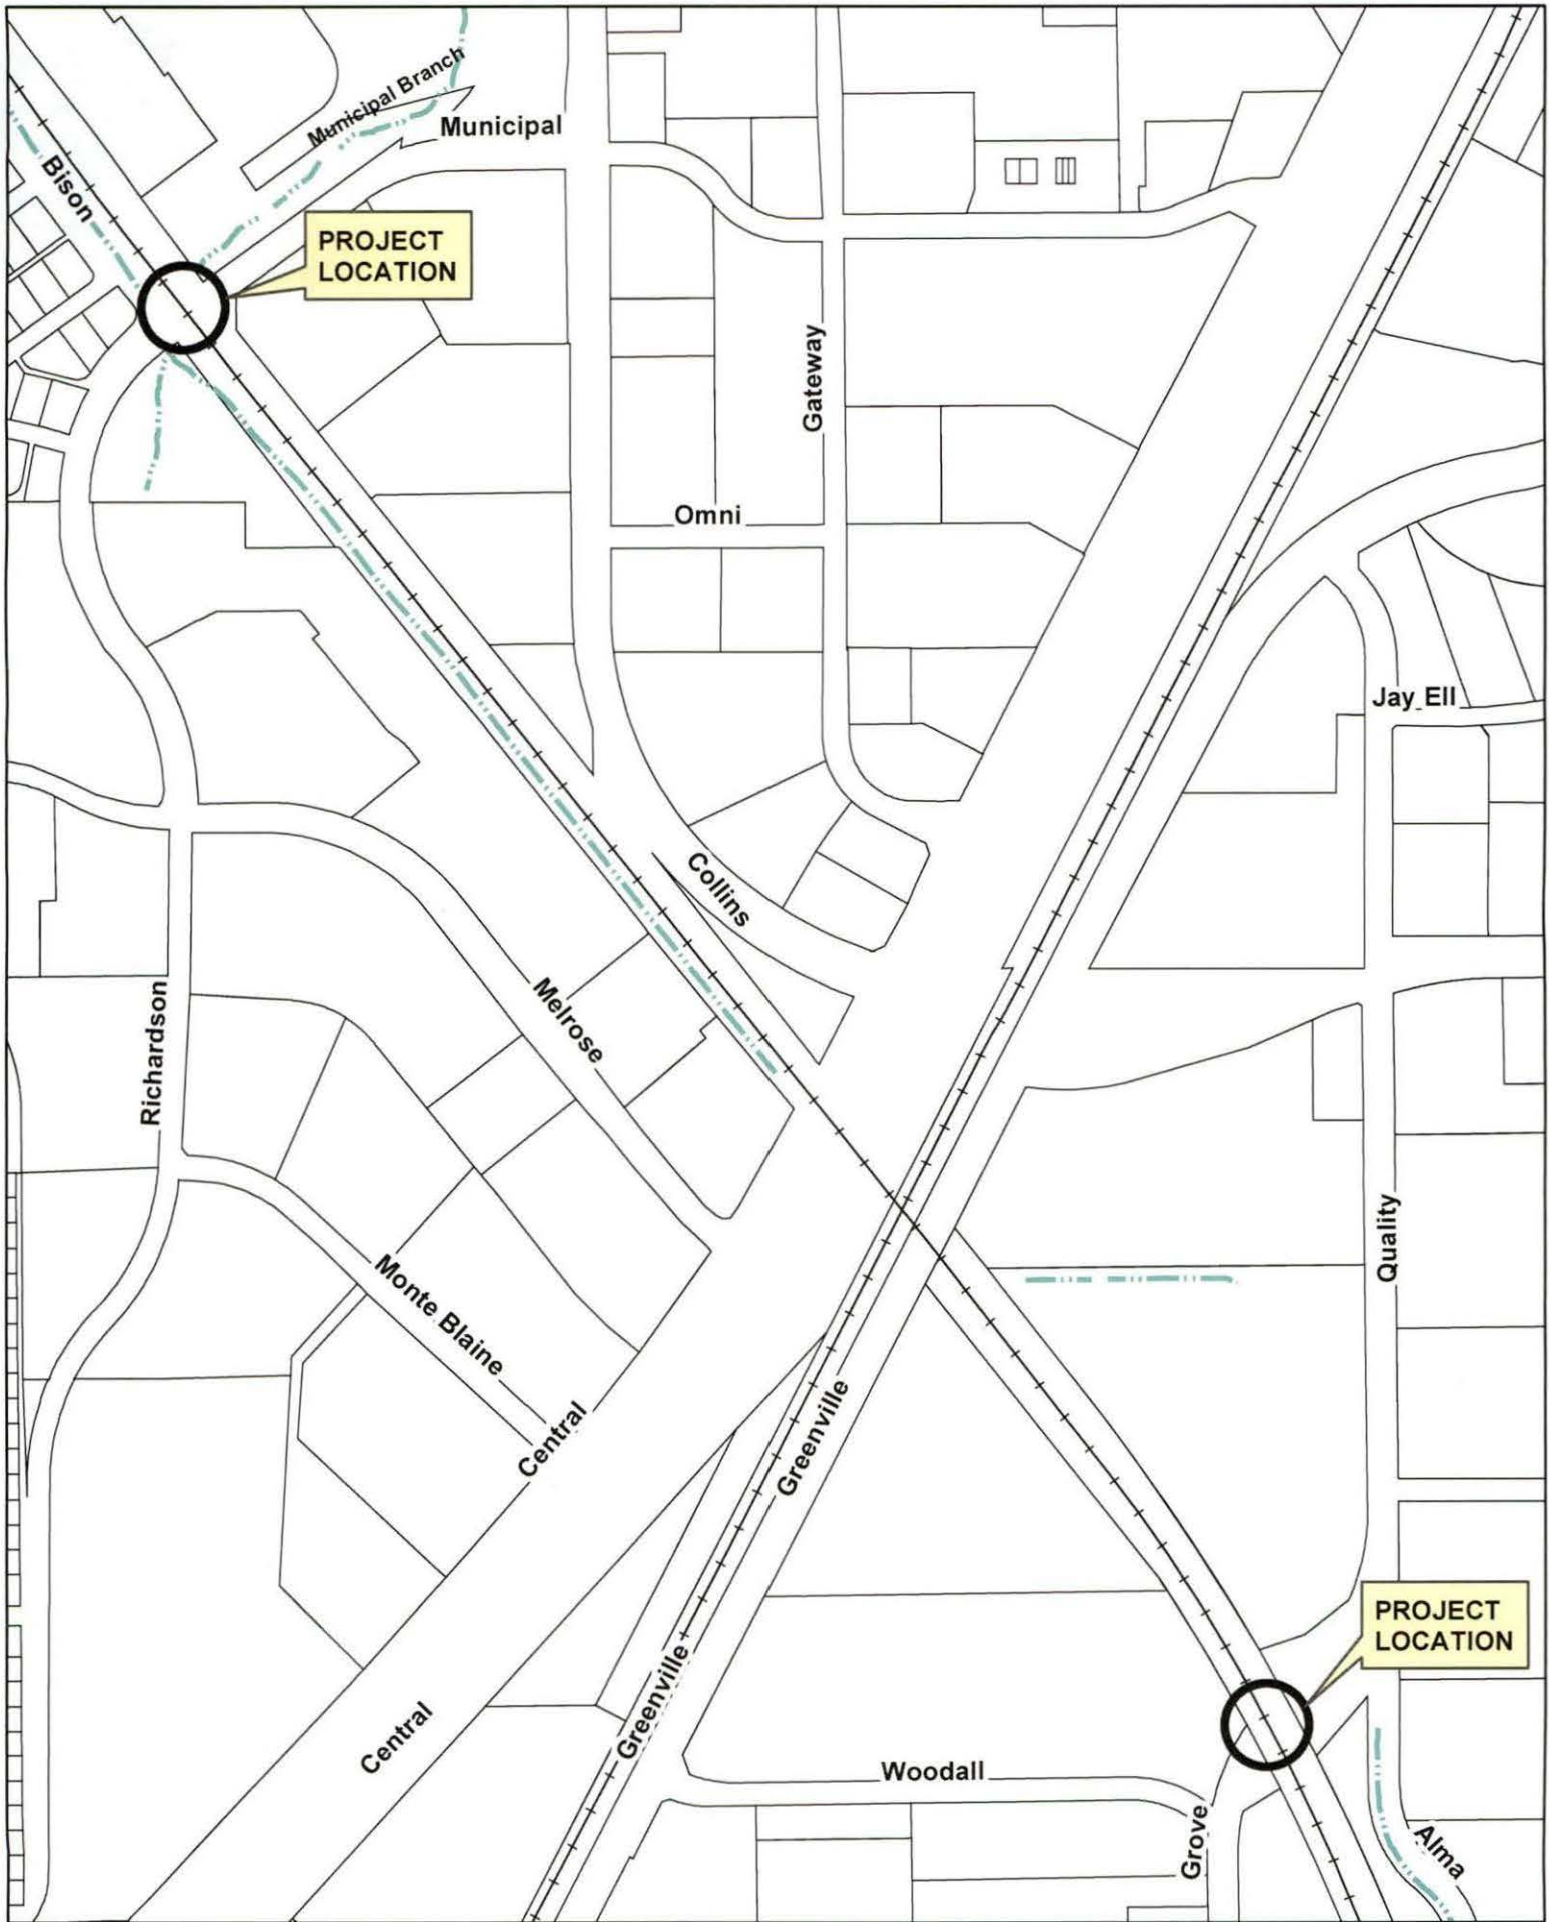 Municipal Branch
Municipal
Bison
PROJECT
LOCATION
Gateway
Omni
Jay Ell
Collins
Melrose
Richardson
Quality
Monte Blaine
Greenville
Central
PROJECT
LOCATION
Greenville
Central
Woodall
Grove
Alma